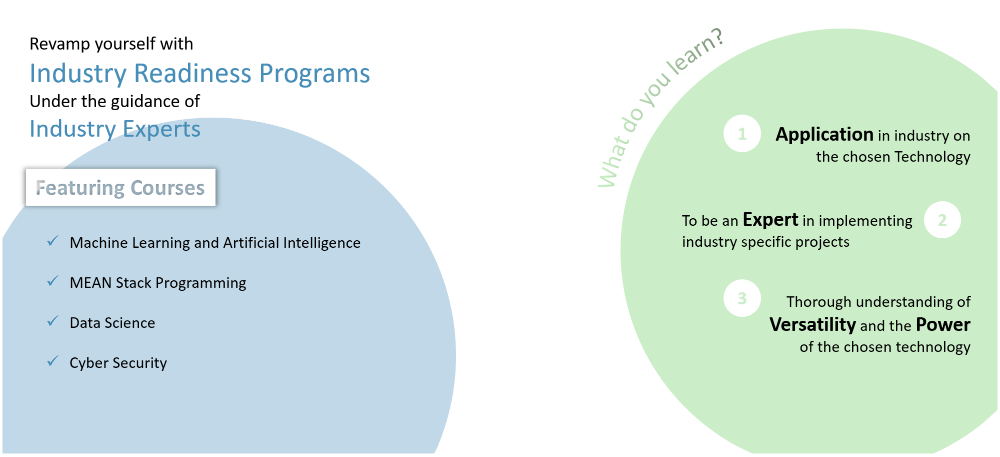 Revamp yourself with
Industry Readiness Programs
Under the guidance of
Industry Experts
Featuring Courses
✓ Machine Learning and Artificial Intelligence
✓ MEAN Stack Programming
✓ Data Science
✓ Cyber Security
What do you learn?
1
Application in industry on
the chosen Technology
To be an Expert in implementing
industry specific projects
2
3
Thorough understanding of
Versatility and the Power
of the chosen technology